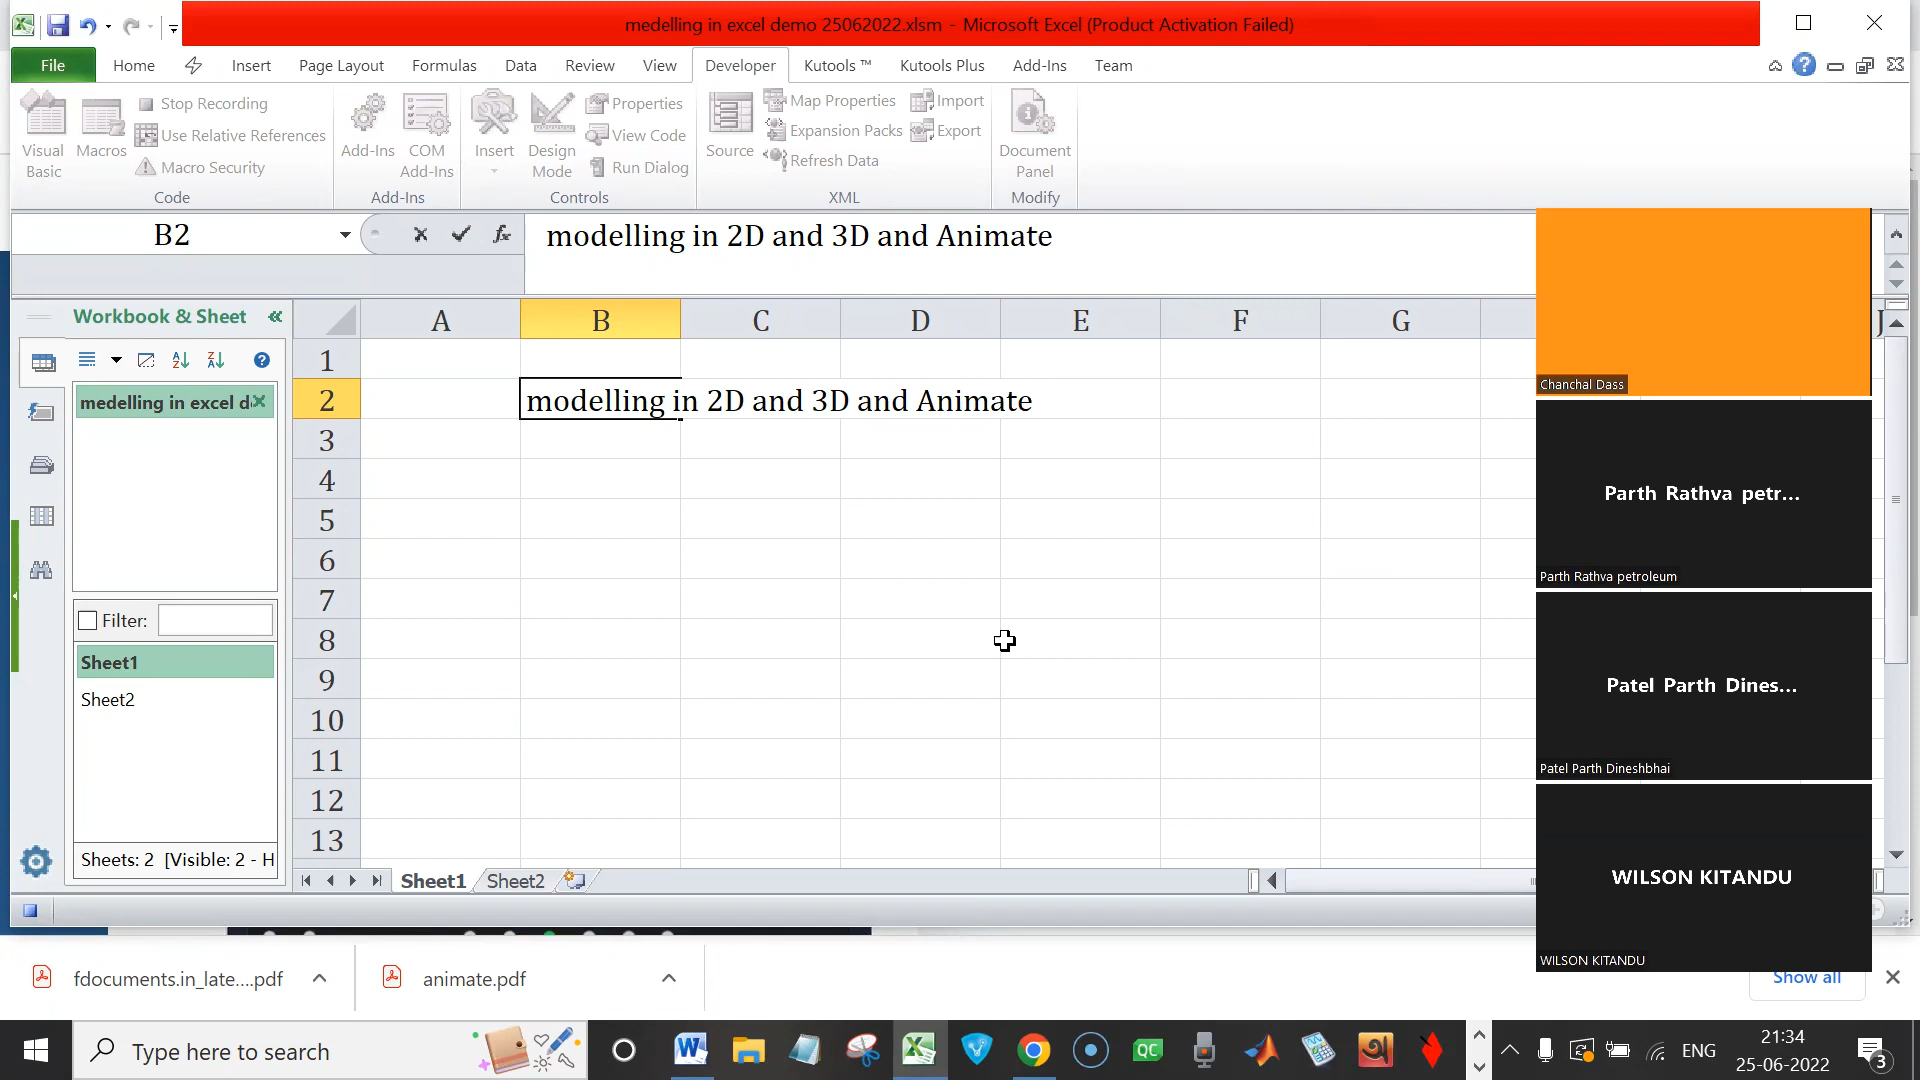 medelling in excel demo 25062022.xlsm - Microsoft Excel (Product Activation Failed)
File Home Insert Page Layout Formulas Data Review View Developer Kutools ™ Kutools Plus Add-Ins Team
Visual Basic
Macros
Stop Recording
Use Relative References
Macro Security
Code
Add-Ins
COM Add-Ins
Add-Ins
Insert
Design Mode
Properties
View Code
Run Dialog
Controls
Source
Map Properties
Expansion Packs
Refresh Data
Import
Export
XML
Document Panel
Modify
B2
fx
modelling in 2D and 3D and Animate
Workbook & Sheet
medelling in excel d
Filter:
Sheet1
Sheet2
Sheets: 2 [Visible: 2 - H
A B C D E F G J
1
2 modelling in 2D and 3D and Animate
3
4
5
6
7
8
9
10
11
12
13
Sheet1 Sheet2
Chanchal Dass
Parth Rathva petr...
Parth Rathva petroleum
Patel Parth Dines...
Patel Parth Dineshbhai
WILSON KITANDU
WILSON KITANDU
fdocuments.in_late....pdf
animate.pdf
Show all
Type here to search
QC
ENG
21:34
25-06-2022
3